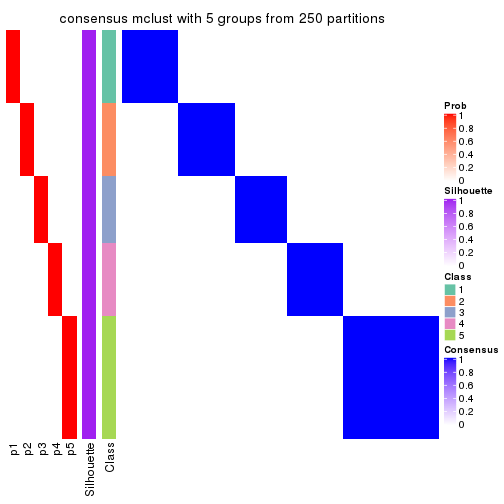 consensus mclust with 5 groups from 250 partitions
Prob
1
0.8
0.6
0.4
0.2
0
Silhouette
1
0.8
0.6
0.4
0.2
0
Class
1
2
3
4
5
Consensus
1
0.8
0.6
0.4
0.2
0
p1
p2
p3
p4
p5
Silhouette
Class